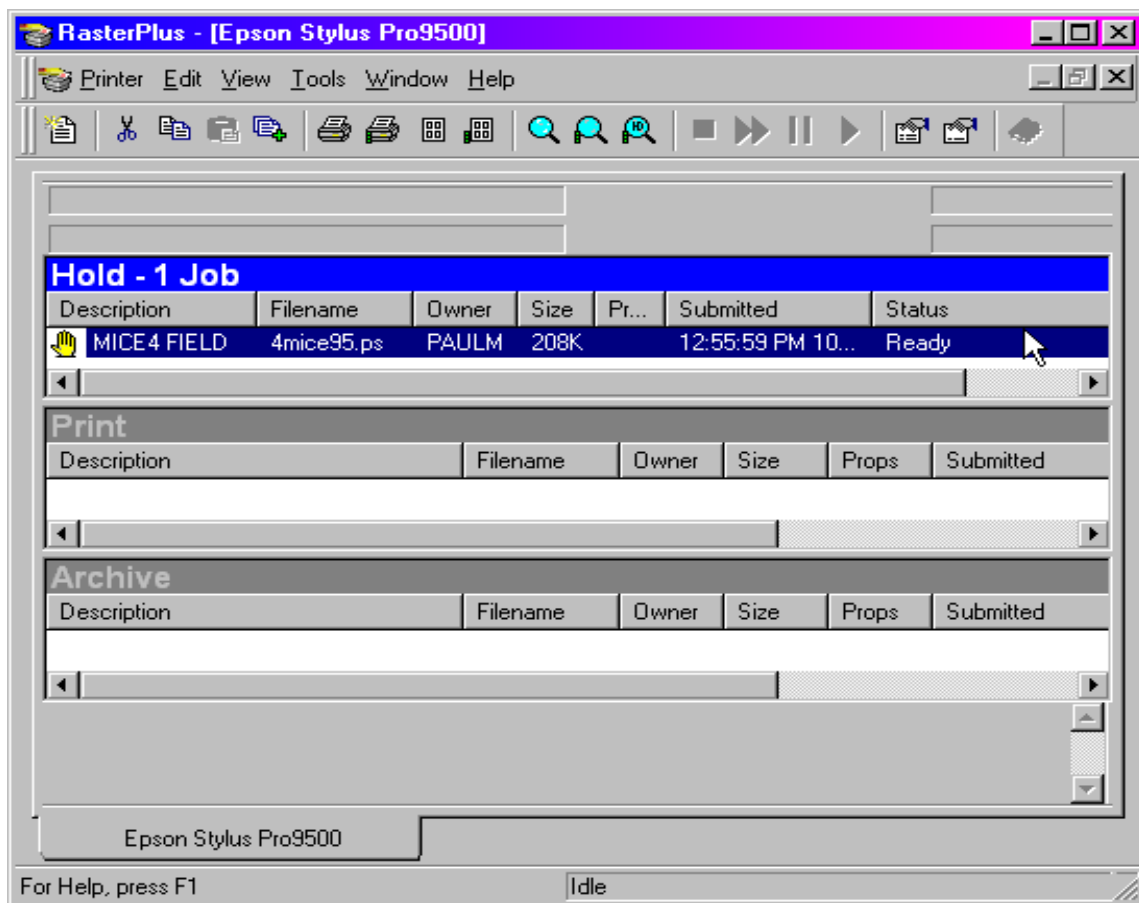 RasterPlus - [Epson Stylus Pro9500]
Printer Edit View Tools Window Help
HD
Hold - 1 Job
Description Filename Owner Size Pr... Submitted Status
MICE4 FIELD 4mice95.ps PAULM 208K 12:55:59 PM 10... Ready
Print
Description Filename Owner Size Props Submitted
Archive
Description Filename Owner Size Props Submitted
Epson Stylus Pro9500
For Help, press F1 Idle